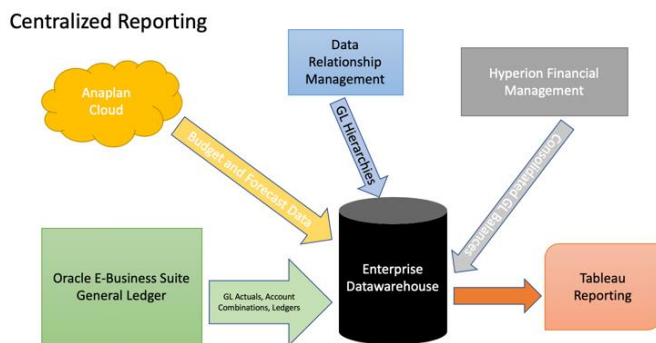 Centralized Reporting
Anaplan
Cloud
Data
Relationship
Management
Hyperion Financial
Management
Budget and Forecast Data
GL Hierarchies
Consolidated GL Balances
Oracle E-Business Suite
General Ledger
GL Actuals, Account
Combinations, Ledgers
Enterprise
Datawarehouse
Tableau
Reporting